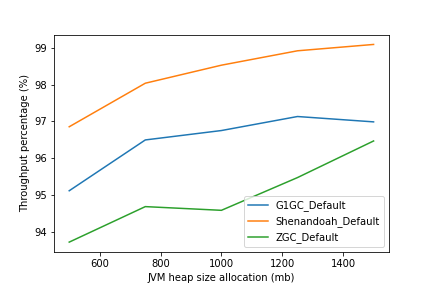 99
98
97
96
95
94
Throughput percentage (%)
G1GC_Default
Shenandoah_Default
ZGC_Default
600
800
1000
1200
1400
JVM heap size allocation (mb)